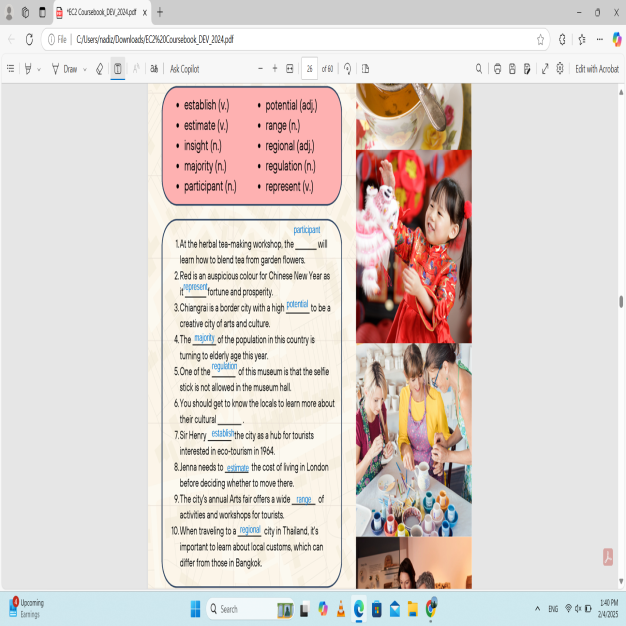 *EC2 Coursebook_DEV_2024.pdf
File C:/Users/nadiz/Downloads/EC2%20Coursebook_DEV_2024.pdf
Draw Ask Copilot 26 of 60 Edit with Acrobat
• establish (v.) • potential (adj.)
• estimate (v.) • range (n.)
• insight (n.) • regional (adj.)
• majority (n.) • regulation (n.)
• participant (n.) • represent (v.)
participant
1. At the herbal tea-making workshop, the ______ will
learn how to blend tea from garden flowers.
2. Red is an auspicious colour for Chinese New Year as
it represent fortune and prosperity.
3. Chiangrai is a border city with a high potential to be a
creative city of arts and culture.
4. The majority of the population in this country is
turning to elderly age this year.
5. One of the regulation of this museum is that the selfie
stick is not allowed in the museum hall.
6. You should get to know the locals to learn more about
their cultural ______ .
7. Sir Henry establish the city as a hub for tourists
interested in eco-tourism in 1964.
8. Jenna needs to estimate the cost of living in London
before deciding whether to move there.
9. The city's annual Arts fair offers a wide range of
activities and workshops for tourists.
10. When traveling to a regional city in Thailand, it's
important to learn about local customs, which can
differ from those in Bangkok.
4 Upcoming
Earnings
Search
ENG
1:40 PM
2/4/2025